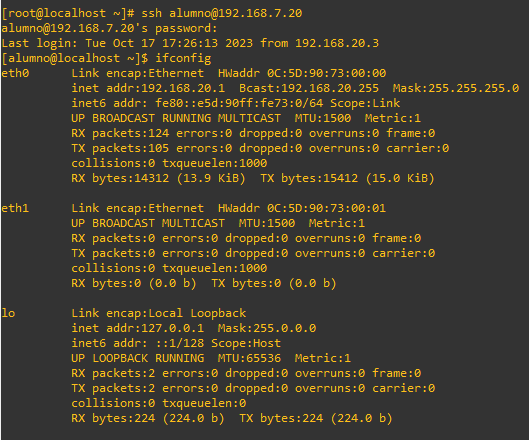 [root@localhost ~]# ssh alumno@192.168.7.20
alumno@192.168.7.20's password:
Last login: Tue Oct 17 17:26:13 2023 from 192.168.20.3
[alumno@localhost ~]$ ifconfig
eth0      Link encap:Ethernet  HWaddr 0C:5D:90:73:00:00
          inet addr:192.168.20.1  Bcast:192.168.20.255  Mask:255.255.255.0
          inet6 addr: fe80::e5d:90ff:fe73:0/64 Scope:Link
          UP BROADCAST RUNNING MULTICAST  MTU:1500  Metric:1
          RX packets:124 errors:0 dropped:0 overruns:0 frame:0
          TX packets:105 errors:0 dropped:0 overruns:0 carrier:0
          collisions:0 txqueuelen:1000
          RX bytes:14312 (13.9 KiB)  TX bytes:15412 (15.0 KiB)

eth1      Link encap:Ethernet  HWaddr 0C:5D:90:73:00:01
          UP BROADCAST MULTICAST  MTU:1500  Metric:1
          RX packets:0 errors:0 dropped:0 overruns:0 frame:0
          TX packets:0 errors:0 dropped:0 overruns:0 carrier:0
          collisions:0 txqueuelen:1000
          RX bytes:0 (0.0 b)  TX bytes:0 (0.0 b)

lo        Link encap:Local Loopback
          inet addr:127.0.0.1  Mask:255.0.0.0
          inet6 addr: ::1/128 Scope:Host
          UP LOOPBACK RUNNING  MTU:65536  Metric:1
          RX packets:2 errors:0 dropped:0 overruns:0 frame:0
          TX packets:2 errors:0 dropped:0 overruns:0 carrier:0
          collisions:0 txqueuelen:0
          RX bytes:224 (224.0 b)  TX bytes:224 (224.0 b)